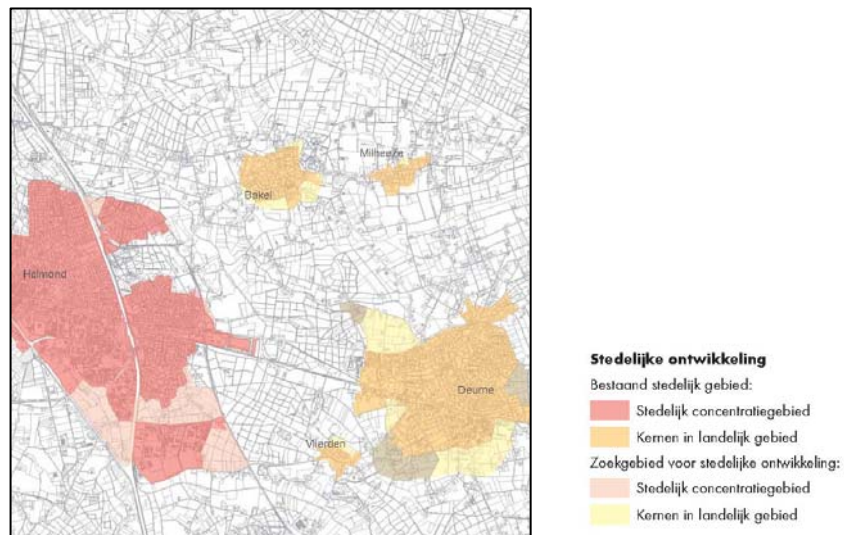 Milheeze
Bakel
Helmond
Deurne
Vlierden
Stedelijke ontwikkeling
Bestaand stedelijk gebied:
Stedelijk concentratiegebied
Kernen in landelijk gebied
Zoekgebied voor stedelijke ontwikkeling:
Stedelijk concentratiegebied
Kernen in landelijk gebied